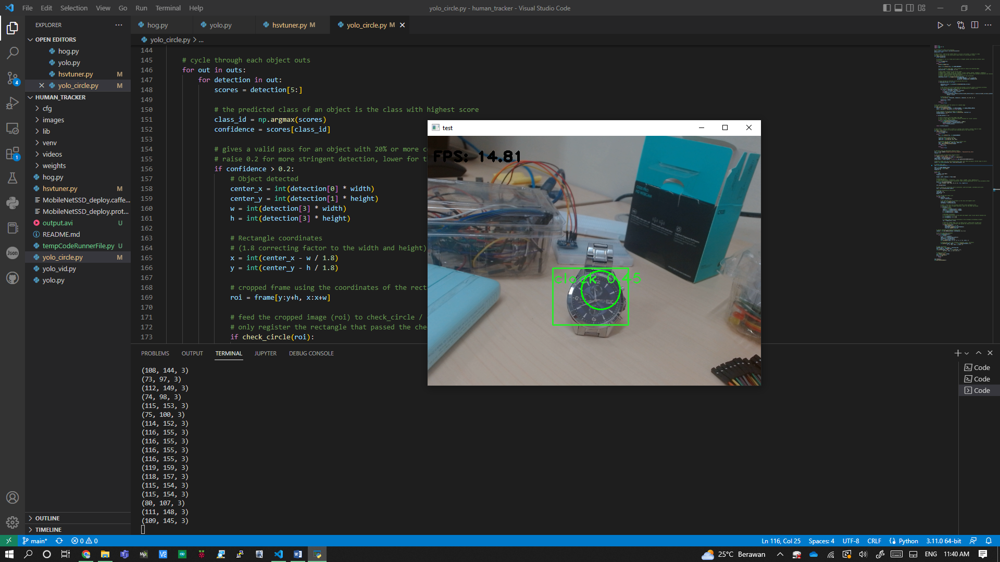 File Edit Selection View Go Run Terminal Help
yolo_circle.py - human_tracker - Visual Studio Code
EXPLORER
OPEN EDITORS
hog.py
yolo.py
hsvtuner.py M
yolo_circle.py M
HUMAN_TRACKER
cfg
images
lib
venv
videos
weights
hog.py
hsvtuner.py M
MobileNetSSD_deploy.caffe...
MobileNetSSD_deploy.prot...
output.avi U
README.md
tempCodeRunnerFile.py U
yolo_circle.py M
yolo_vid.py
yolo.py
OUTLINE
TIMELINE
4
1
Json
hog.py yolo.py hsvtuner.py M yolo_circle.py M
yolo_circle.py > ...
144
145 # cycle through each object outs
146 for out in outs:
147 for detection in out:
148 scores = detection[5:]
149
150 # the predicted class of an object is the class with highest score
151 class_id = np.argmax(scores)
152 confidence = scores[class_id]
153
154 # gives a valid pass for an object with 20% or more c
155 # raise 0.2 for more stringent detection, lower for t
156 if confidence > 0.2:
157 # Object detected
158 center_x = int(detection[0] * width)
159 center_y = int(detection[1] * height)
160 w = int(detection[3] * width)
161 h = int(detection[3] * height)
162
163 # Rectangle coordinates
164 # (1.8 correcting factor to the width and height)
165 x = int(center_x - w / 1.8)
166 y = int(center_y - h / 1.8)
167
168 # cropped frame using the coordinates of the rect
169 roi = frame[y:y+h, x:x+w]
170
171 # feed the cropped image (roi) to check_circle /
172 # only register the rectangle that passed the che
173 if check_circle(roi):
test
FPS: 14.81
clock 0.45
PROBLEMS OUTPUT TERMINAL JUPYTER DEBUG CONSOLE
(108, 144, 3)
(73, 97, 3)
(112, 149, 3)
(74, 98, 3)
(115, 153, 3)
(75, 100, 3)
(114, 152, 3)
(116, 155, 3)
(116, 155, 3)
(116, 155, 3)
(116, 155, 3)
(119, 159, 3)
(118, 157, 3)
(115, 154, 3)
(115, 154, 3)
(80, 107, 3)
(111, 148, 3)
(109, 145, 3)
Code
Code
Code
main* 0 0 Ln 116, Col 25 Spaces: 4 UTF-8 CRLF Python 3.11.0 64-bit
25°C Berawan ENG 11:40 AM